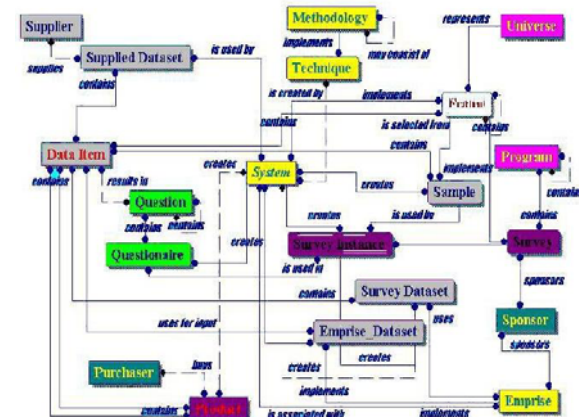 Methodology
Supplier
represents
Universe
implements
may consist of
Supplied Dataset
is used by
supplies
Technique
contains
is created by
implements
Frame
contains
is selected from
contains
Data Item
creates
contains
Program
contains
System
implements
results in
creates
Sample
Question
contains
contains
contains
creates
is used by
creates
Survey Instance
Survey
Questionaire
is used in
contains
Survey Dataset
sponsors
uses for input
uses
Emprise_Dataset
Sponsor
creates
creates
sponsors
Purchaser
buys
implements
contains
Product
Emprise
is associated with
implements